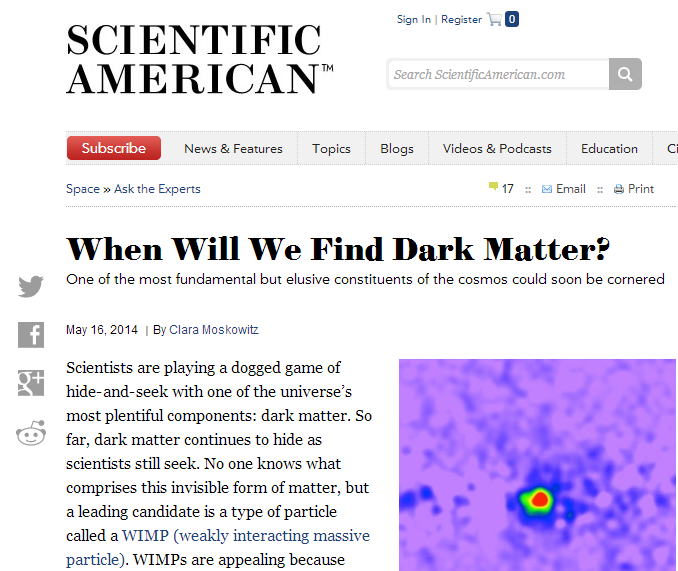 SCIENTIFIC
AMERICAN™
Sign In | Register 0
Search ScientificAmerican.com
Subscribe News & Features Topics Blogs Videos & Podcasts Education Ci
Space » Ask the Experts 17 :: Email :: Print
When Will We Find Dark Matter?
One of the most fundamental but elusive constituents of the cosmos could soon be cornered
May 16, 2014 | By Clara Moskowitz
Scientists are playing a dogged game of
hide-and-seek with one of the universe's
most plentiful components: dark matter. So
far, dark matter continues to hide as
scientists still seek. No one knows what
comprises this invisible form of matter, but
a leading candidate is a type of particle
called a WIMP (weakly interacting massive
particle). WIMPs are appealing because